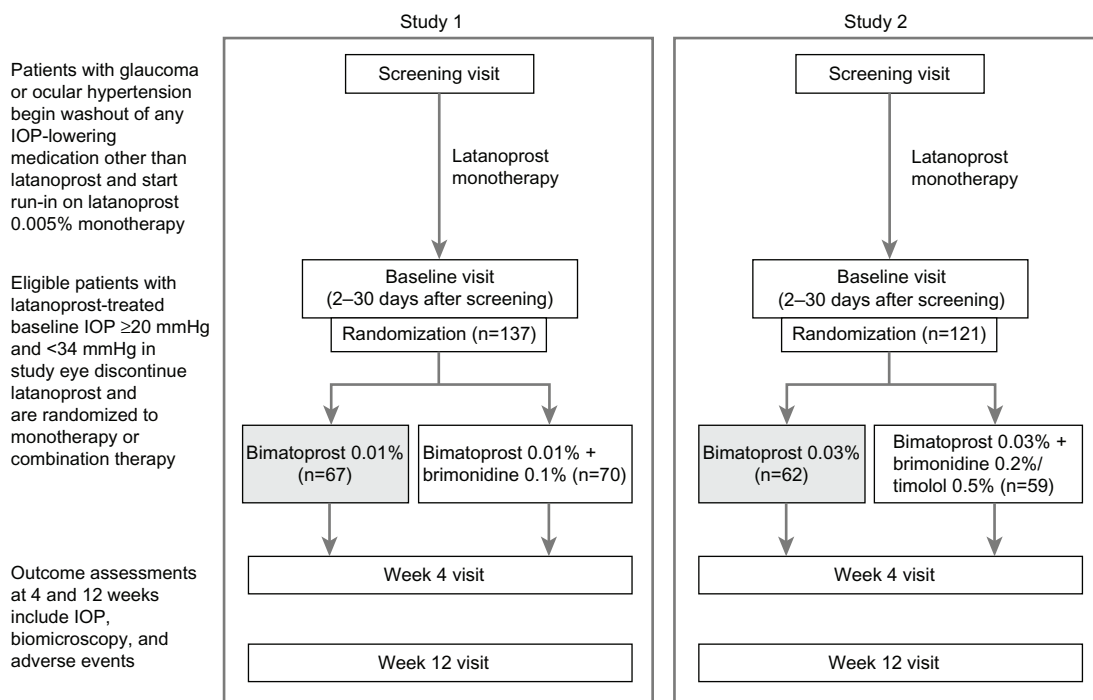 Study 1
Study 2
Patients with glaucoma
or ocular hypertension
begin washout of any
IOP-lowering
medication other than
latanoprost and start
run-in on latanoprost
0.005% monotherapy
Eligible patients with
latanoprost-treated
baseline IOP ≥20 mmHg
and <34 mmHg in
study eye discontinue
latanoprost and
are randomized to
monotherapy or
combination therapy
Outcome assessments
at 4 and 12 weeks
include IOP,
biomicroscopy, and
adverse events
Screening visit
Latanoprost
monotherapy
Baseline visit
(2–30 days after screening)
Randomization (n=137)
Bimatoprost 0.01%
(n=67)
Bimatoprost 0.01% +
brimonidine 0.1% (n=70)
Week 4 visit
Week 12 visit
Screening visit
Latanoprost
monotherapy
Baseline visit
(2–30 days after screening)
Randomization (n=121)
Bimatoprost 0.03%
(n=62)
Bimatoprost 0.03% +
brimonidine 0.2%/
timolol 0.5% (n=59)
Week 4 visit
Week 12 visit